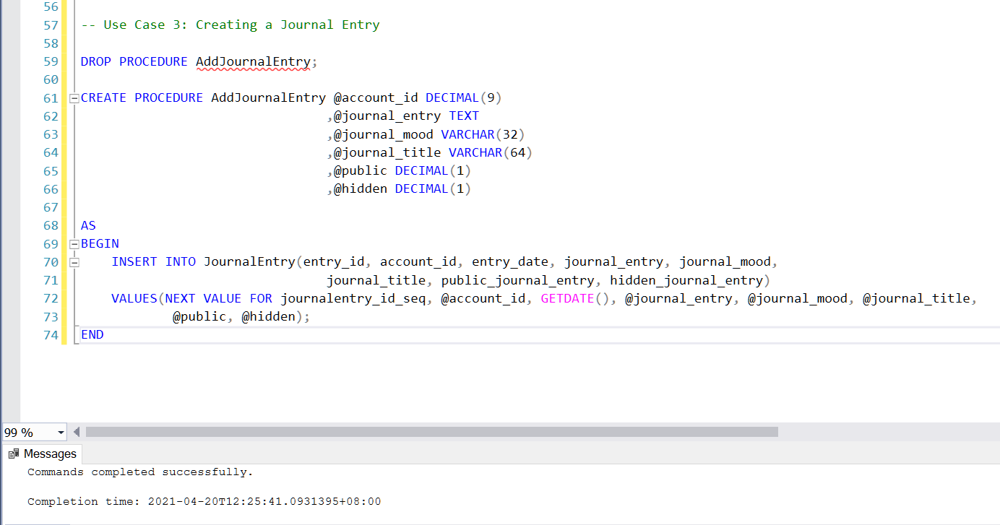 56
57 -- Use Case 3: Creating a Journal Entry
58
59 DROP PROCEDURE AddJournalEntry;
60
61 CREATE PROCEDURE AddJournalEntry @account_id DECIMAL(9)
62 ,@journal_entry TEXT
63 ,@journal_mood VARCHAR(32)
64 ,@journal_title VARCHAR(64)
65 ,@public DECIMAL(1)
66 ,@hidden DECIMAL(1)
67
68 AS
69 BEGIN
70 INSERT INTO JournalEntry(entry_id, account_id, entry_date, journal_entry, journal_mood,
71 journal_title, public_journal_entry, hidden_journal_entry)
72 VALUES(NEXT VALUE FOR journalentry_id_seq, @account_id, GETDATE(), @journal_entry, @journal_mood, @journal_title,
73 @public, @hidden);
74 END
99 %
Messages
Commands completed successfully.
Completion time: 2021-04-20T12:25:41.0931395+08:00